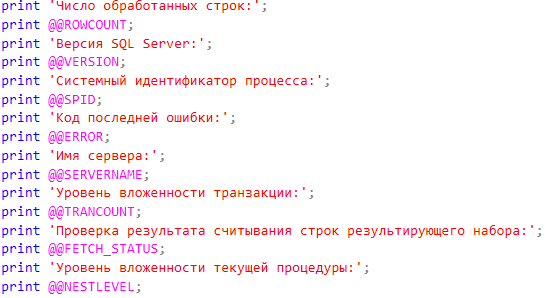 print 'Число обработанных строк:';
print @@ROWCOUNT;
print 'Версия SQL Server:';
print @@VERSION;
print 'Системный идентификатор процесса:';
print @@SPID;
print 'Код последней ошибки:';
print @@ERROR;
print 'Имя сервера:';
print @@SERVERNAME;
print 'Уровень вложенности транзакции:';
print @@TRANCOUNT;
print 'Проверка результата считывания строк результирующего набора:';
print @@FETCH_STATUS;
print 'Уровень вложенности текущей процедуры:';
print @@NESTLEVEL;